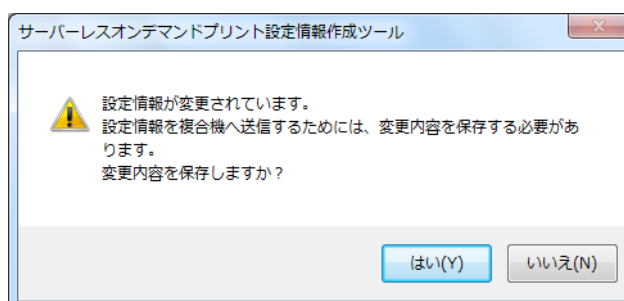 サーバーレスオンデマンドプリント設定情報作成ツール
設定情報が変更されています。
設定情報を複合機へ送信するためには、変更内容を保存する必要があ
ります。
変更内容を保存しますか？
はい(Y)
いいえ(N)